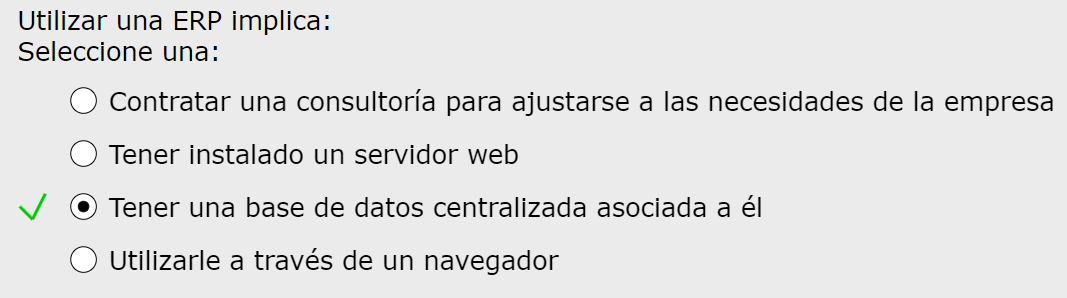 Utilizar una ERP implica:
Seleccione una:
Contratar una consultoría para ajustarse a las necesidades de la empresa
Tener instalado un servidor web
Tener una base de datos centralizada asociada a él
Utilizarle a través de un navegador